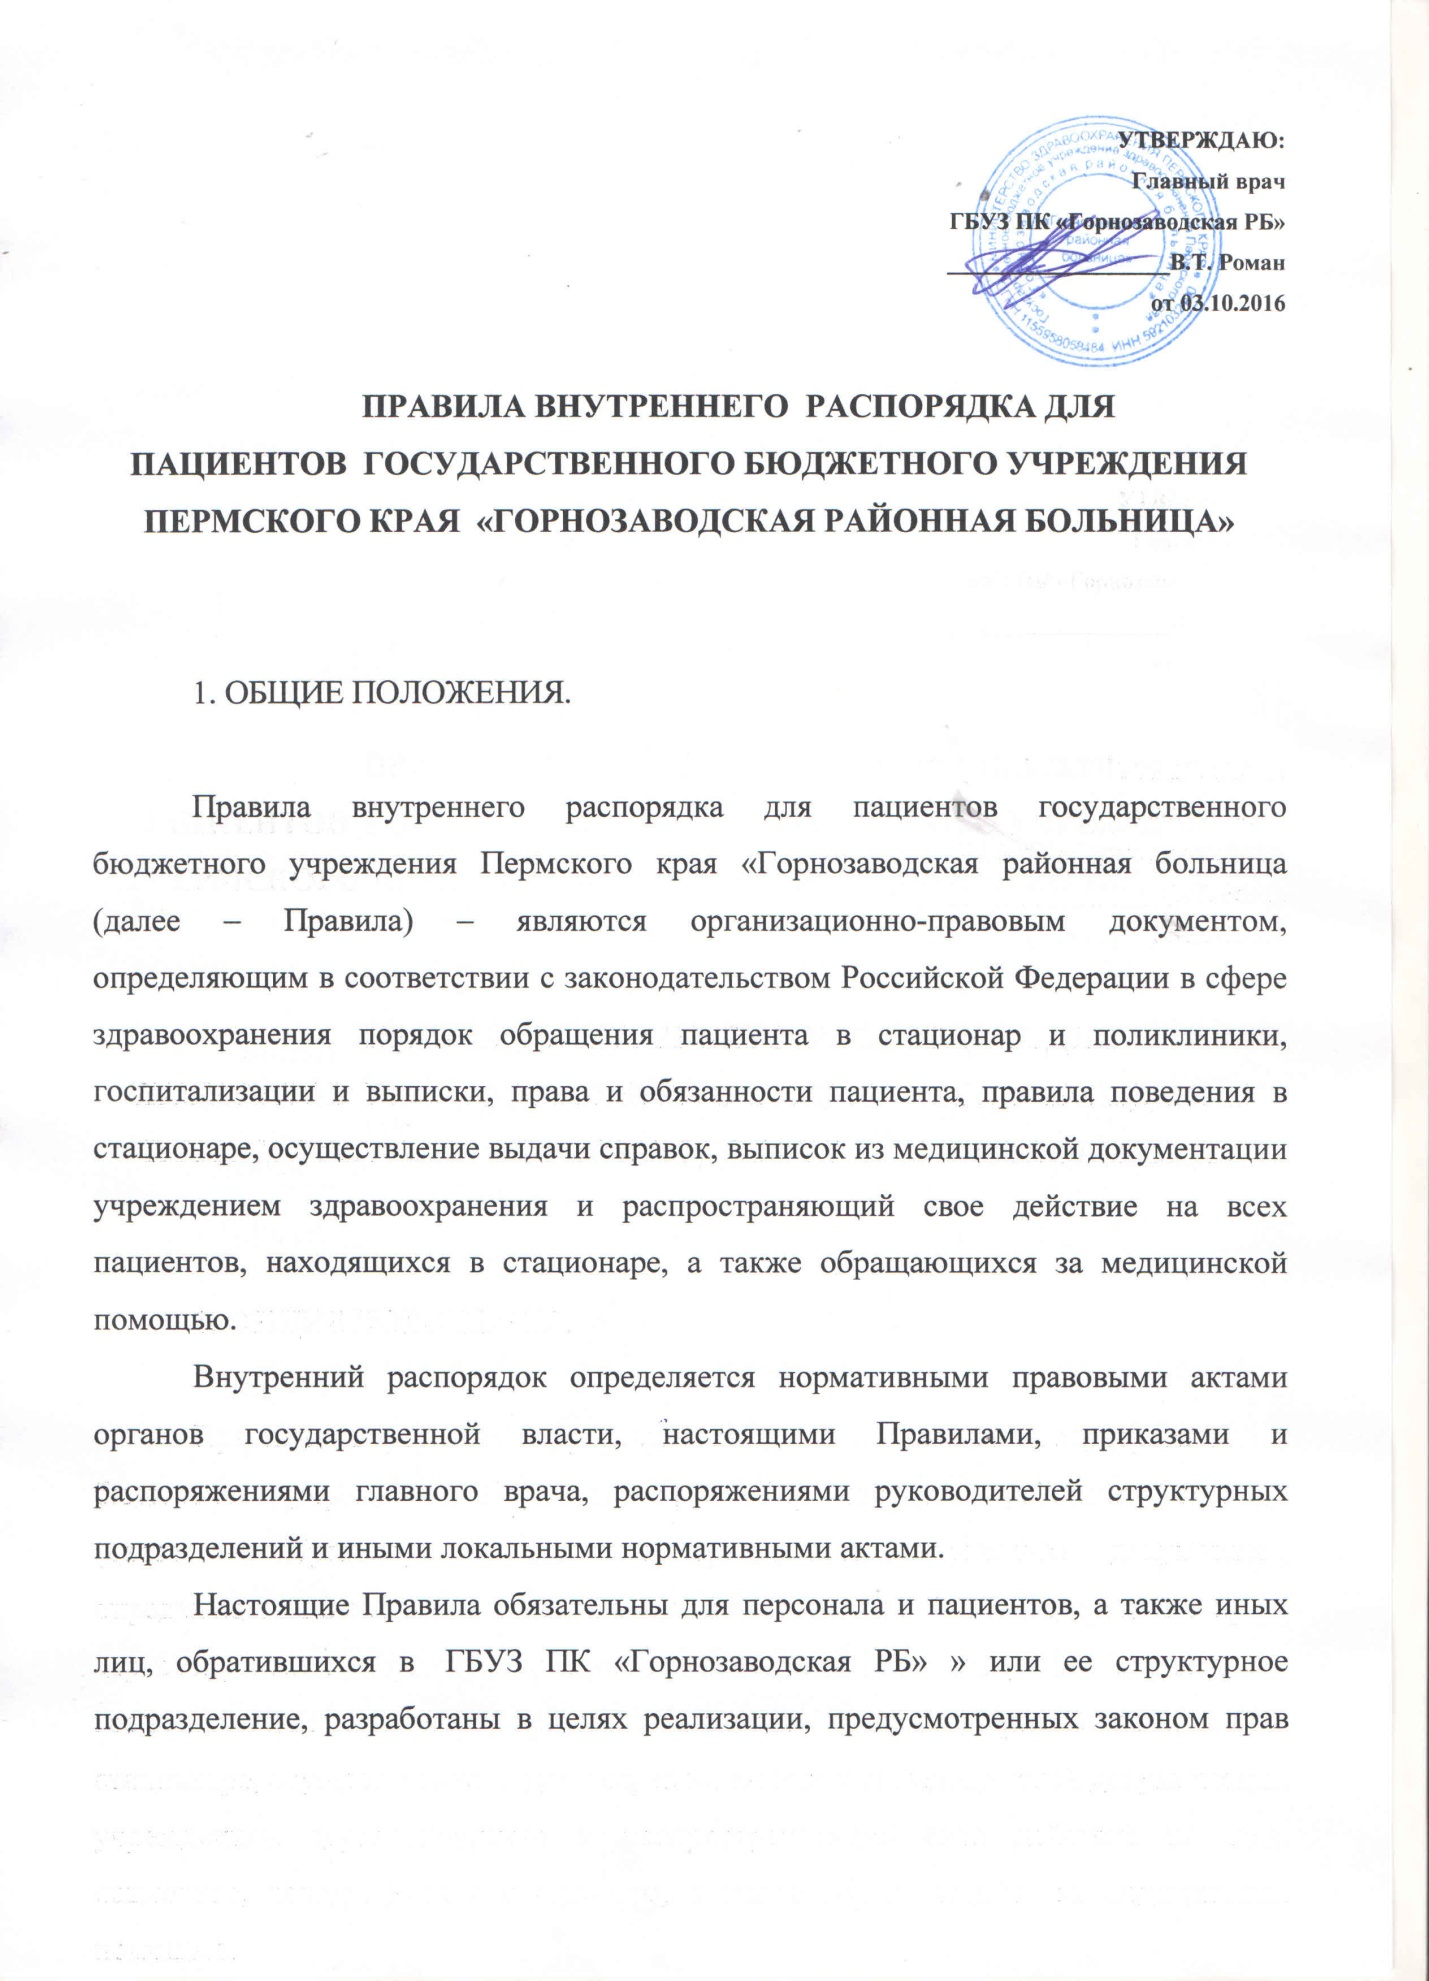 УТВЕРЖДАЮ:
Главный врач
ГБУЗ ПК «Горнозаводская РБ»
В.Т. Роман
от 03.10.2016
ПРАВИЛА ВНУТРЕННЕГО РАСПОРЯДКА ДЛЯ
ПАЦИЕНТОВ ГОСУДАРСТВЕННОГО БЮДЖЕТНОГО УЧРЕЖДЕНИЯ
ПЕРМСКОГО КРАЯ «ГОРНОЗАВОДСКАЯ РАЙОННАЯ БОЛЬНИЦА»
1. ОБЩИЕ ПОЛОЖЕНИЯ.
Правила внутреннего распорядка для пациентов государственного
бюджетного учреждения Пермского края «Горнозаводская районная больница
(далее – Правила) – являются организационно-правовым документом,
определяющим в соответствии с законодательством Российской Федерации в сфере
здравоохранения порядок обращения пациента в стационар и поликлиники,
госпитализации и выписки, права и обязанности пациента, правила поведения в
стационаре, осуществление выдачи справок, выписок из медицинской документации
учреждением здравоохранения и распространяющий свое действие на всех
пациентов, находящихся в стационаре, а также обращающихся за медицинской
помощью.
Внутренний распорядок определяется нормативными правовыми актами
органов государственной власти, настоящими Правилами, приказами и
распоряжениями главного врача, распоряжениями руководителей структурных
подразделений и иными локальными нормативными актами.
Настоящие Правила обязательны для персонала и пациентов, а также иных
лиц, обратившихся в ГБУЗ ПК «Горнозаводская РБ» » или ее структурное
подразделение, разработаны в целях реализации, предусмотренных законом прав